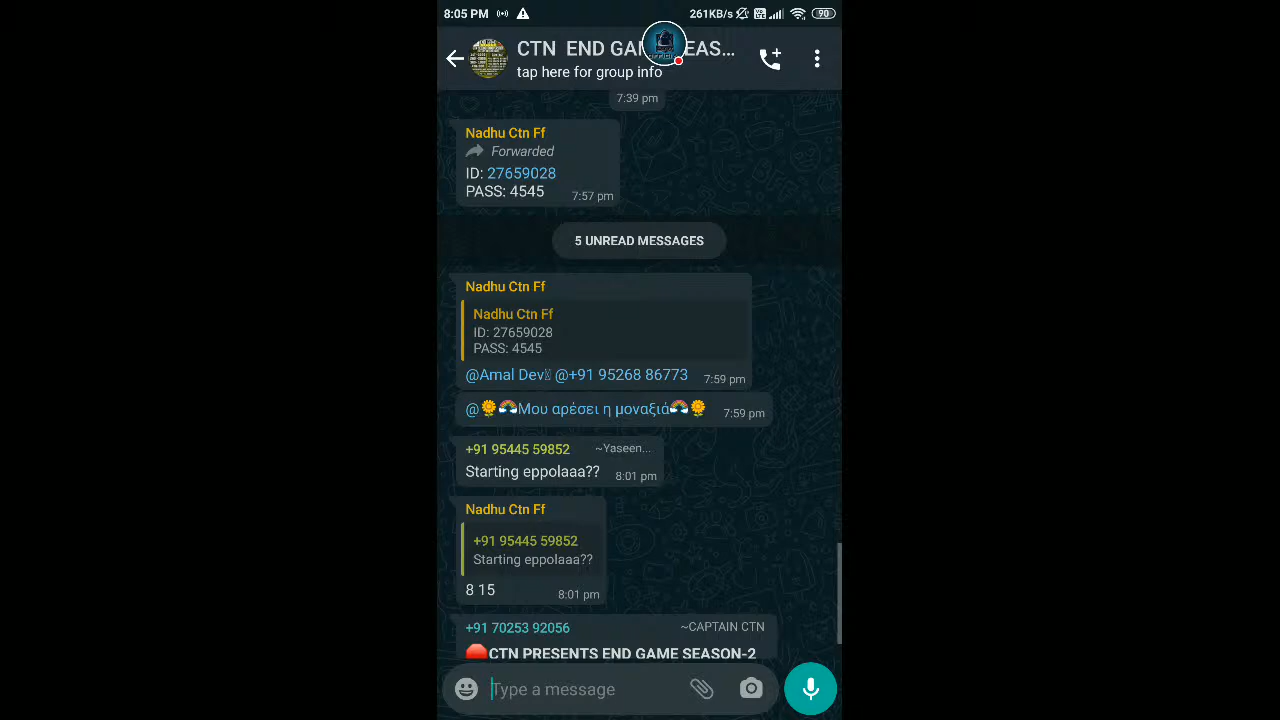 8:05 PM 261KB/s 90
CTN END GA EAS...
tap here for group info
7:39 pm
Nadhu Ctn Ff
Forwarded
ID: 27659028
PASS: 4545 7:57 pm
5 UNREAD MESSAGES
Nadhu Ctn Ff
Nadhu Ctn Ff
ID: 27659028
PASS: 4545
@Amal Dev @+91 95268 86773 7:59 pm
@🌼🌈Μου αρέσει η μοναξιά🌈🌼 7:59 pm
+91 95445 59852 ~Yaseen...
Starting eppolaaa?? 8:01 pm
Nadhu Ctn Ff
+91 95445 59852
Starting eppolaaa??
8 15 8:01 pm
+91 70253 92056 ~CAPTAIN CTN
🛑CTN PRESENTS END GAME SEASON-2
Type a message